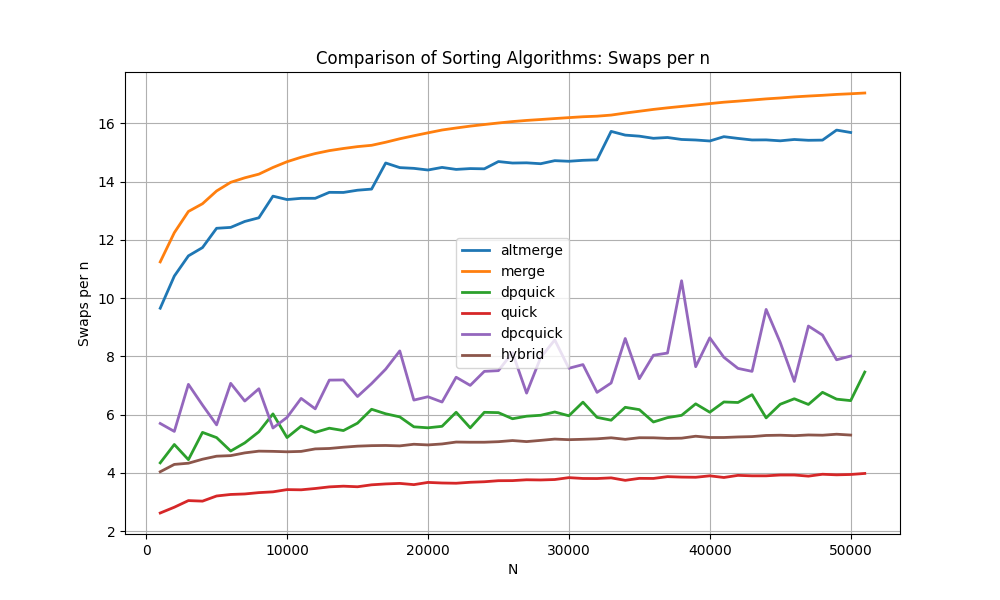 Comparison of Sorting Algorithms: Swaps per n
Swaps per n
16
14
12
10
8
6
4
2
altmerge
merge
dpquick
quick
dpcquick
hybrid
0 10000 20000 30000 40000 50000
N